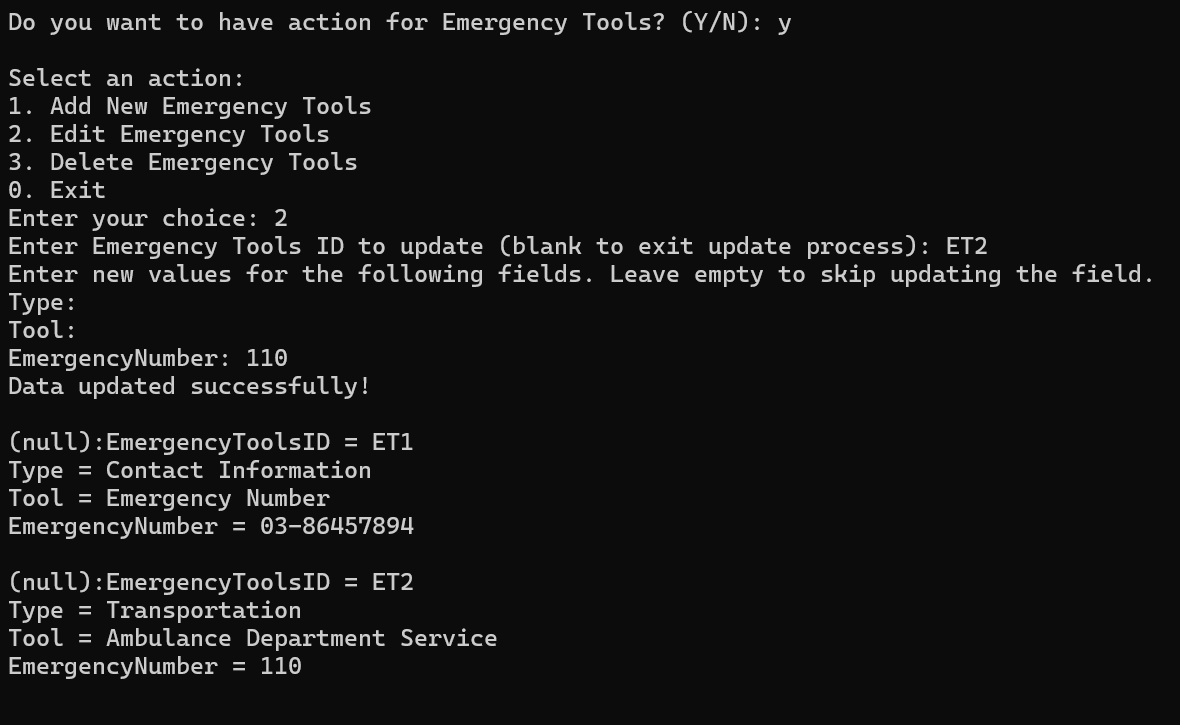 Do you want to have action for Emergency Tools? (Y/N): y
Select an action:
1. Add New Emergency Tools
2. Edit Emergency Tools
3. Delete Emergency Tools
0. Exit
Enter your choice: 2
Enter Emergency Tools ID to update (blank to exit update process): ET2
Enter new values for the following fields. Leave empty to skip updating the field.
Type:
Tool:
EmergencyNumber: 110
Data updated successfully!
(null):EmergencyToolsID = ET1
Type = Contact Information
Tool = Emergency Number
EmergencyNumber = 03-86457894
(null):EmergencyToolsID = ET2
Type = Transportation
Tool = Ambulance Department Service
EmergencyNumber = 110